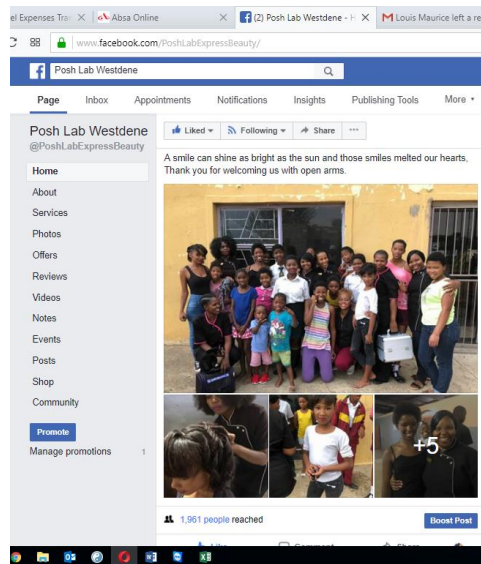 el Expenses Tra
Absa Online
(2) Posh Lab Westdene - H
Louis Maurice left a re
www.facebook.com/PoshLabExpressBeauty/
Posh Lab Westdene
Page Inbox Appointments Notifications Insights Publishing Tools More
Posh Lab Westdene
@PoshLabExpressBeauty
Home
About
Services
Photos
Offers
Reviews
Videos
Notes
Events
Posts
Shop
Community
Promote
Manage promotions 1
Liked Following Share ...
A smile can shine as bright as the sun and those smiles melted our hearts,
Thank you for welcoming us with open arms.
+5
1,961 people reached
Boost Post
Like Comment Share